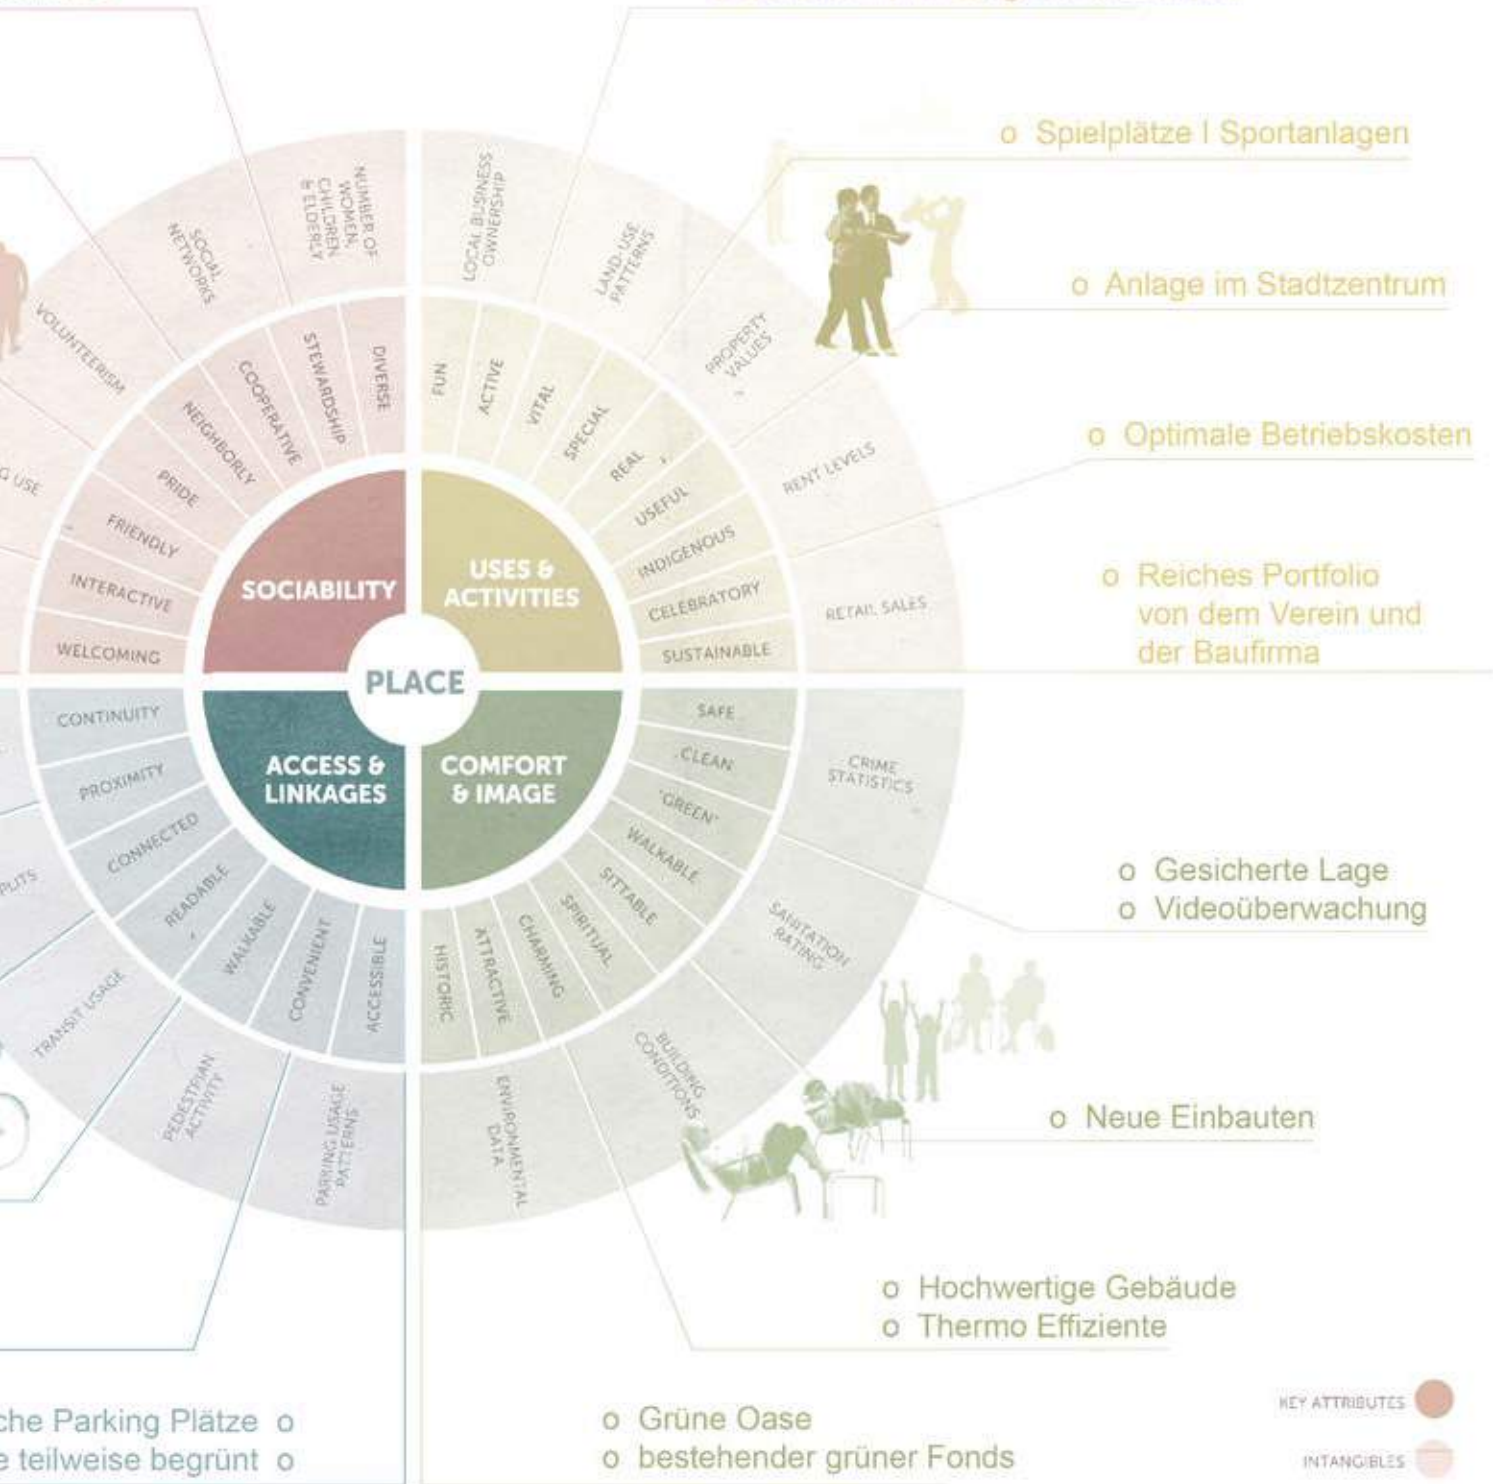 o Spielplätze I Sportanlagen
o Anlage im Stadtzentrum
o Optimale Betriebskosten
o Reiches Portfolio
von dem Verein und
der Baufirma
NUMBER OF
WOMEN,
CHILDREN
& ELDERLY
SOCIAL
NETWORKS
VOLUNTEERISM
USE
LOCAL BUSINESS
OWNERSHIP
LAND-USE
PATTERNS
PROPERTY
VALUES
RENT LEVELS
RETAIL SALES
DIVERSE
STEWARDSHIP
COOPERATIVE
NEIGHBORLY
PRIDE
FRIENDLY
INTERACTIVE
WELCOMING
FUN
ACTIVE
VITAL
SPECIAL
REAL
USEFUL
INDIGENOUS
CELEBRATORY
SUSTAINABLE
SOCIABILITY
USES &
ACTIVITIES
PLACE
ACCESS &
LINKAGES
COMFORT
& IMAGE
CONTINUITY
PROXIMITY
CONNECTED
READABLE
WALKABLE
CONVENIENT
ACCESSIBLE
SAFE
CLEAN
"GREEN"
WALKABLE
SITTABLE
SPIRITUAL
CHARMING
ATTRACTIVE
HISTORIC
CRIME
STATISTICS
SANITATION
RATING
BUILDING
CONDITIONS
ENVIRONMENTAL
DATA
PLITS
TRANSIT USAGE
PEDESTRIAN
ACTIVITY
PARKING USAGE
PATTERNS
o Gesicherte Lage
o Videoüberwachung
o Neue Einbauten
o Hochwertige Gebäude
o Thermo Effiziente
che Parking Plätze o
e teilweise begrünt o
o Grüne Oase
o bestehender grüner Fonds
KEY ATTRIBUTES
INTANGIBLES